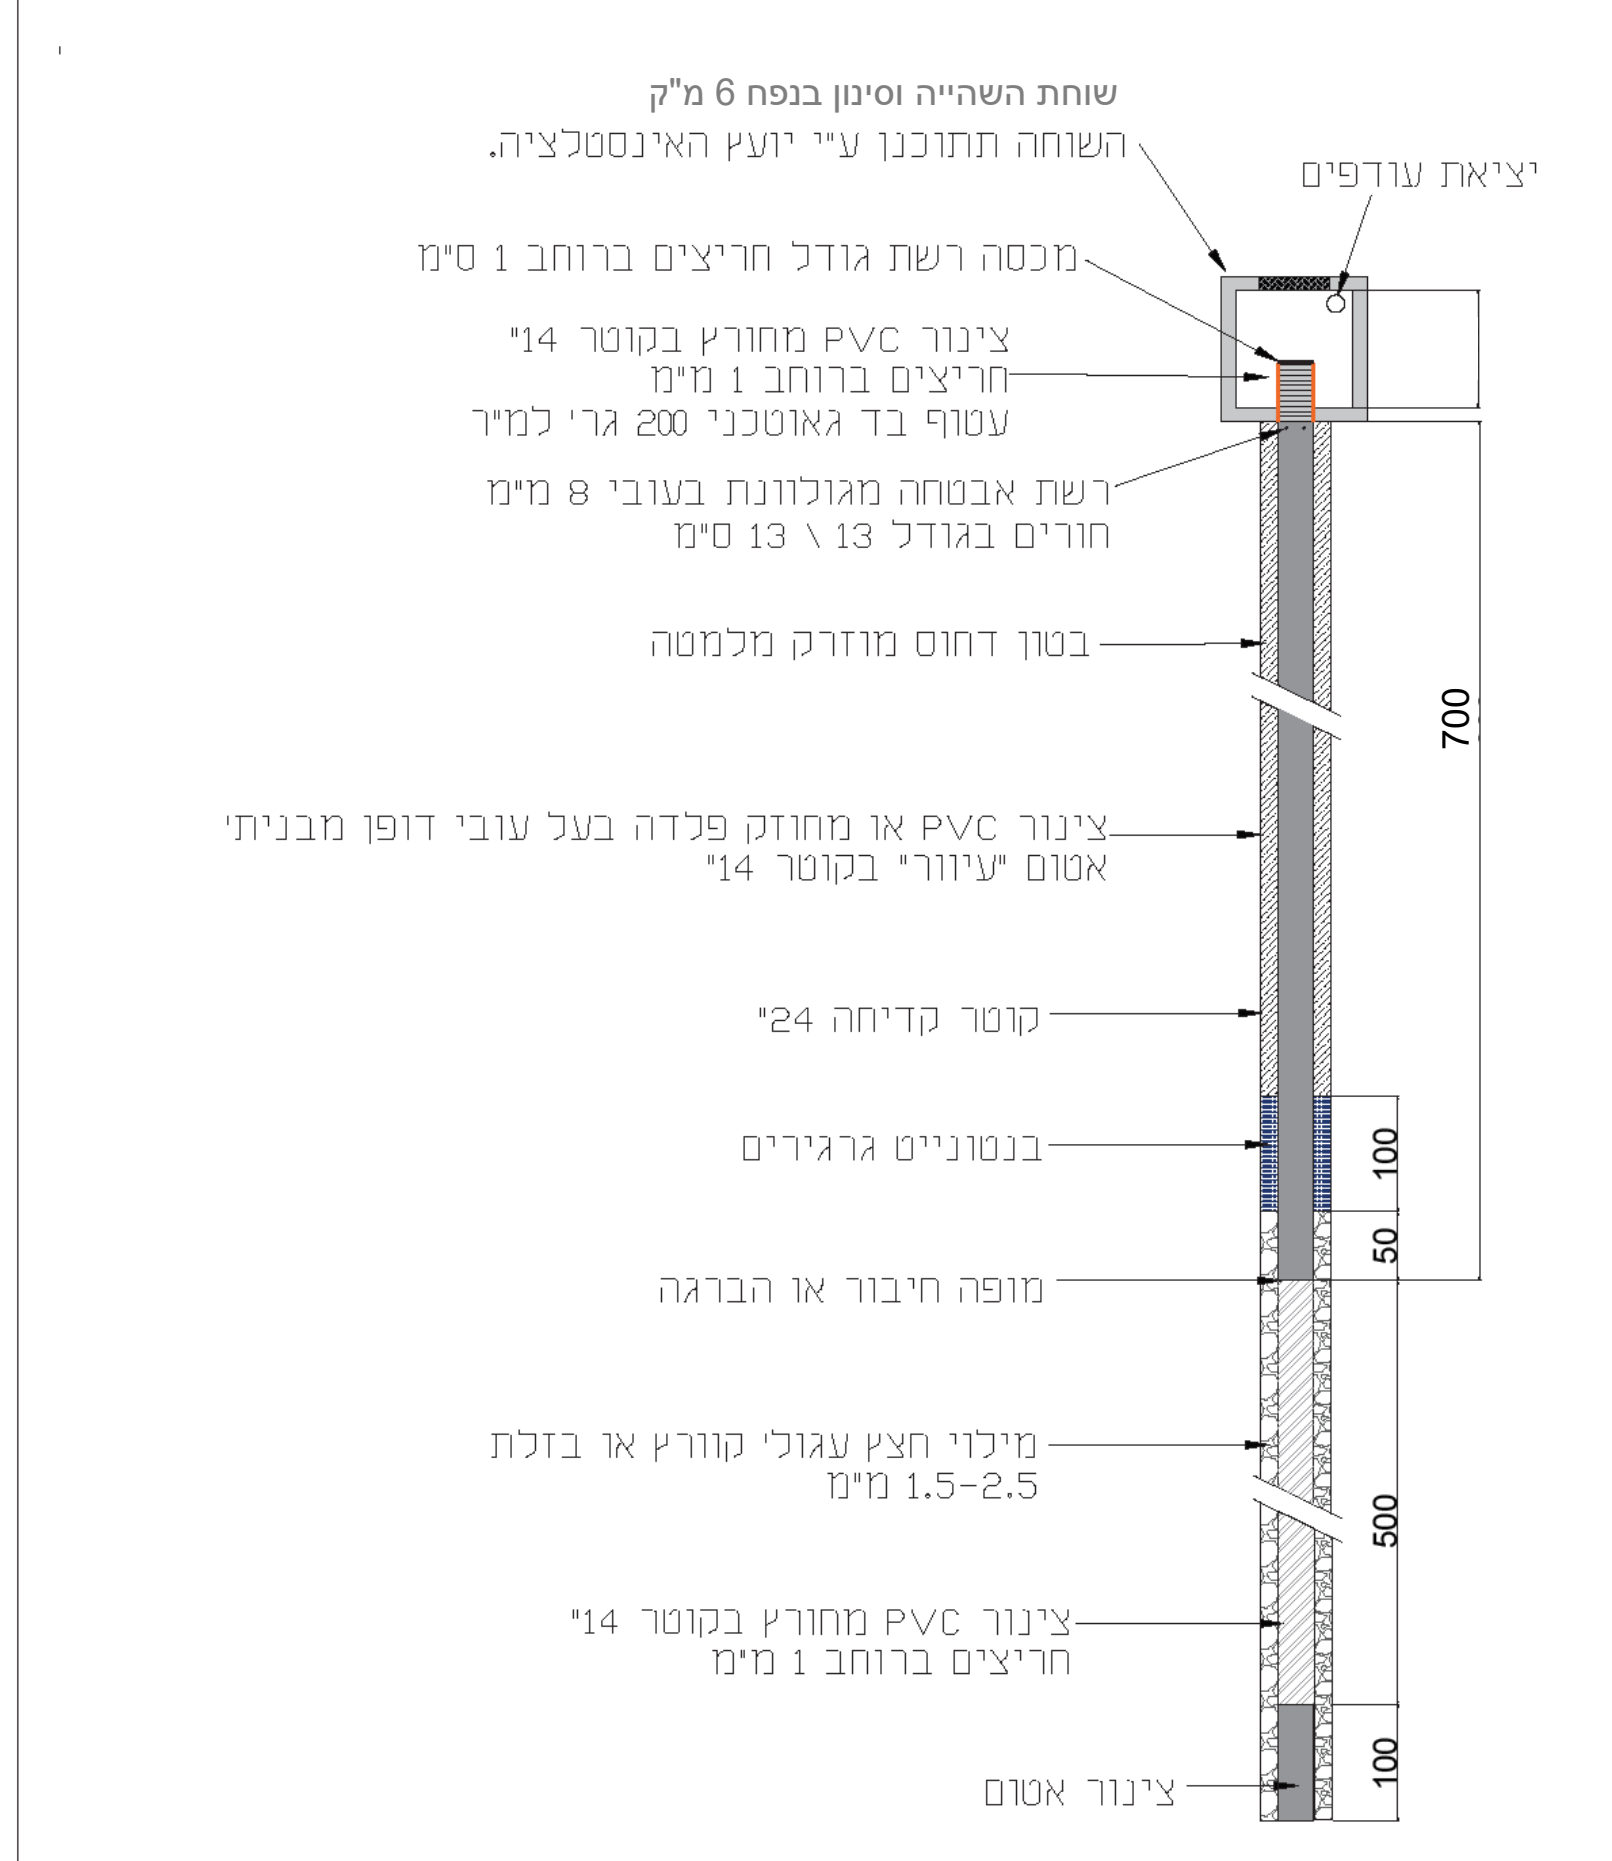 שוחת השהייה וסינון בנפח 6 מ"ק
השוחה תתוכנן ע"י יועץ האינסטלציה.
יציאת עודפים
מכסה רשת גודל חריצים ברוחב 1 ס"מ
צינור PVC מחורץ בקוטר 14"
חריצים ברוחב 1 מ"מ
עטוף בד גאוטכני 200 גר' למ"ר
רשת אבטחה מגולוונת בעובי 8 מ"מ
חורים בגודל 13 \ 13 ס"מ
בטון דחוס מוזרק מלמטה
700
צינור PVC או מחוזק פלדה בעל עובי דופן מבנית'
אטום "עיוור" בקוטר 14"
קוטר קדיחה 24"
בנטונייט גרגירים
100
50
מופה חיבור או הברגה
מילוי חצץ עגולי קוורץ או בזלת
1.5-2.5 מ"מ
500
צינור PVC מחורץ בקוטר 14"
חריצים ברוחב 1 מ"מ
צינור אטום
100